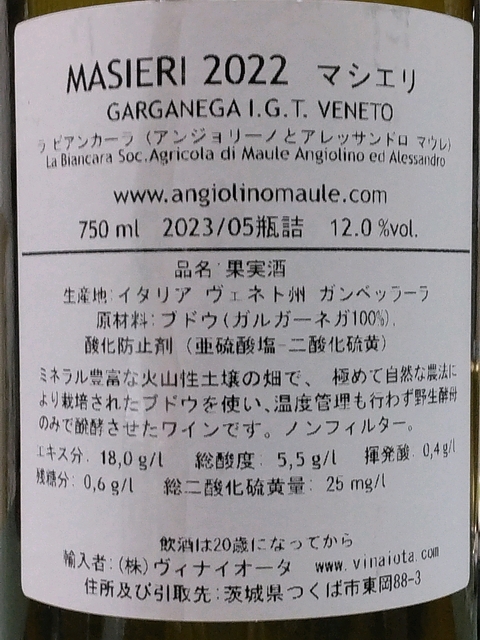 MASIERI 2022 マシエリ
GARGANEGA I.G.T. VENETO
ラ ビアンカーラ (アンジョリーノとアレッサンドロ マウレ)
La Biancara Soc.Agricola di Maule Angiolino ed Alessandro
www.angiolinomaule.com
750 ml 2023/05瓶詰 12.0 %vol.
品名:果実酒
生産地:イタリア ヴェネト州 ガンベッラーラ
原材料:ブドウ(ガルガーネガ100%),
酸化防止剤 (亜硫酸塩-二酸化硫黄)
ミネラル豊富な火山性土壌の畑で、 極めて自然な農法に
より栽培されたブドウを使い、温度管理も行わず野生酵母
のみで醗酵させたワインです。ノンフィルター。
エキス分: 18,0 g/l 総酸度: 5,5 g/l 揮発酸: 0,4g/l
残糖分: 0,6 g/l 総二酸化硫黄量: 25 mg/l
飲酒は20歳になってから
輸入者:(株)ヴィナイオータ www.vinaiota.com
住所及び引取先:茨城県つくば市東岡88-3